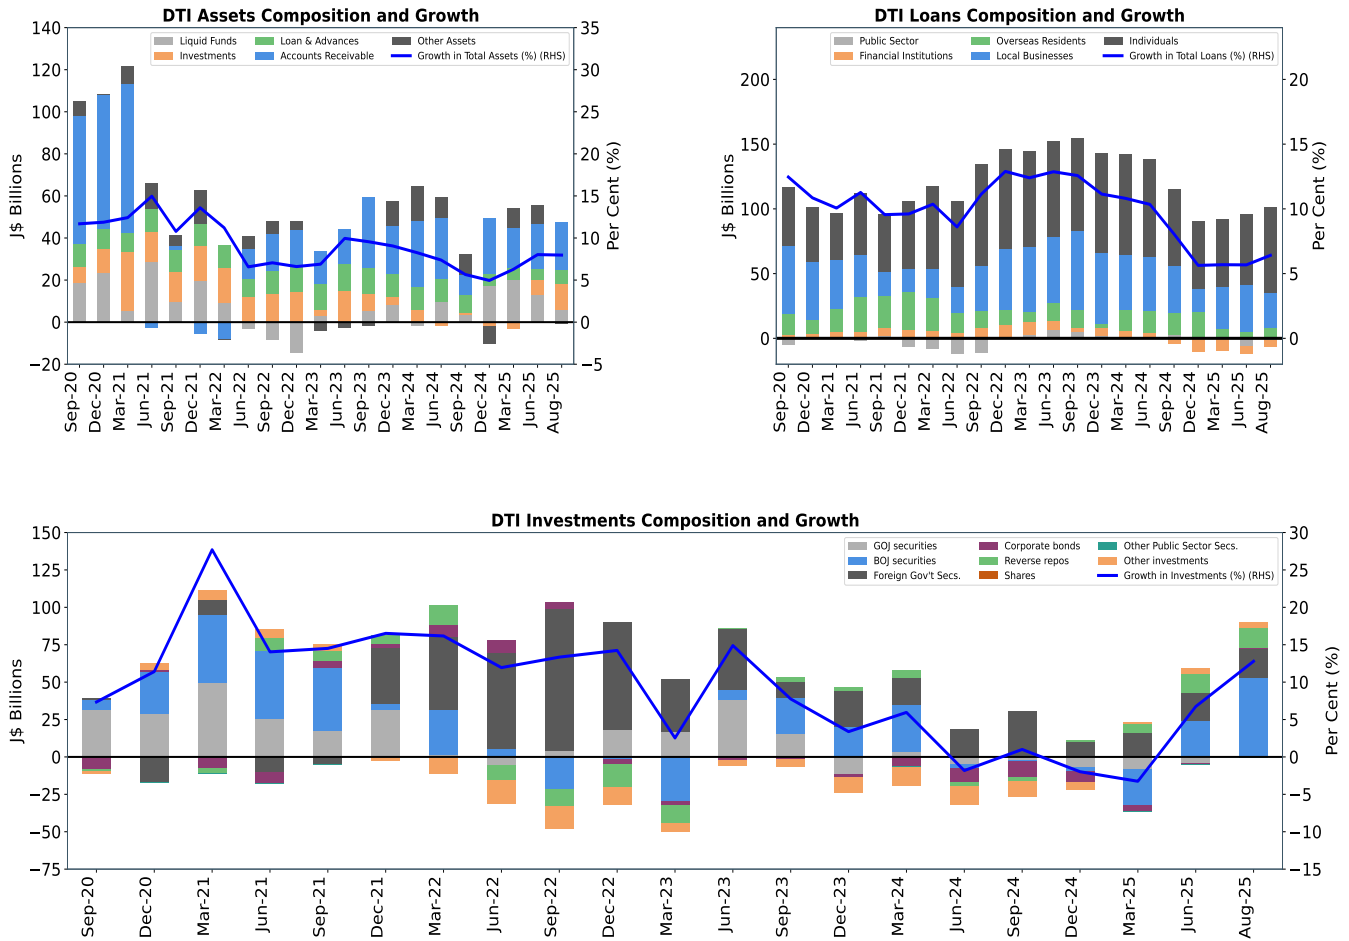 DTI Assets Composition and Growth
Liquid Funds
Investments
Loan & Advances
Accounts Receivable
Other Assets
Growth in Total Assets (%) (RHS)
J$ Billions
140
120
100
80
60
40
20
0
−20
35
30
25
20
15
10
5
0
−5
Per Cent (%)
Sep-20
Dec-20
Mar-21
Jun-21
Sep-21
Dec-21
Mar-22
Jun-22
Sep-22
Dec-22
Mar-23
Jun-23
Sep-23
Dec-23
Mar-24
Jun-24
Sep-24
Dec-24
Mar-25
Jun-25
Aug-25
DTI Loans Composition and Growth
Public Sector
Financial Institutions
Overseas Residents
Local Businesses
Individuals
Growth in Total Loans (%) (RHS)
J$ Billions
200
150
100
50
0
20
15
10
5
0
Per Cent (%)
Sep-20
Dec-20
Mar-21
Jun-21
Sep-21
Dec-21
Mar-22
Jun-22
Sep-22
Dec-22
Mar-23
Jun-23
Sep-23
Dec-23
Mar-24
Jun-24
Sep-24
Dec-24
Mar-25
Jun-25
Aug-25
DTI Investments Composition and Growth
GOJ securities
BOJ securities
Foreign Gov't Secs.
Corporate bonds
Reverse repos
Shares
Other Public Sector Secs.
Other investments
Growth in Investments (%) (RHS)
J$ Billions
150
125
100
75
50
25
0
−25
−50
−75
30
25
20
15
10
5
0
−5
−10
−15
Per Cent (%)
Sep-20
Dec-20
Mar-21
Jun-21
Sep-21
Dec-21
Mar-22
Jun-22
Sep-22
Dec-22
Mar-23
Jun-23
Sep-23
Dec-23
Mar-24
Jun-24
Sep-24
Dec-24
Mar-25
Jun-25
Aug-25